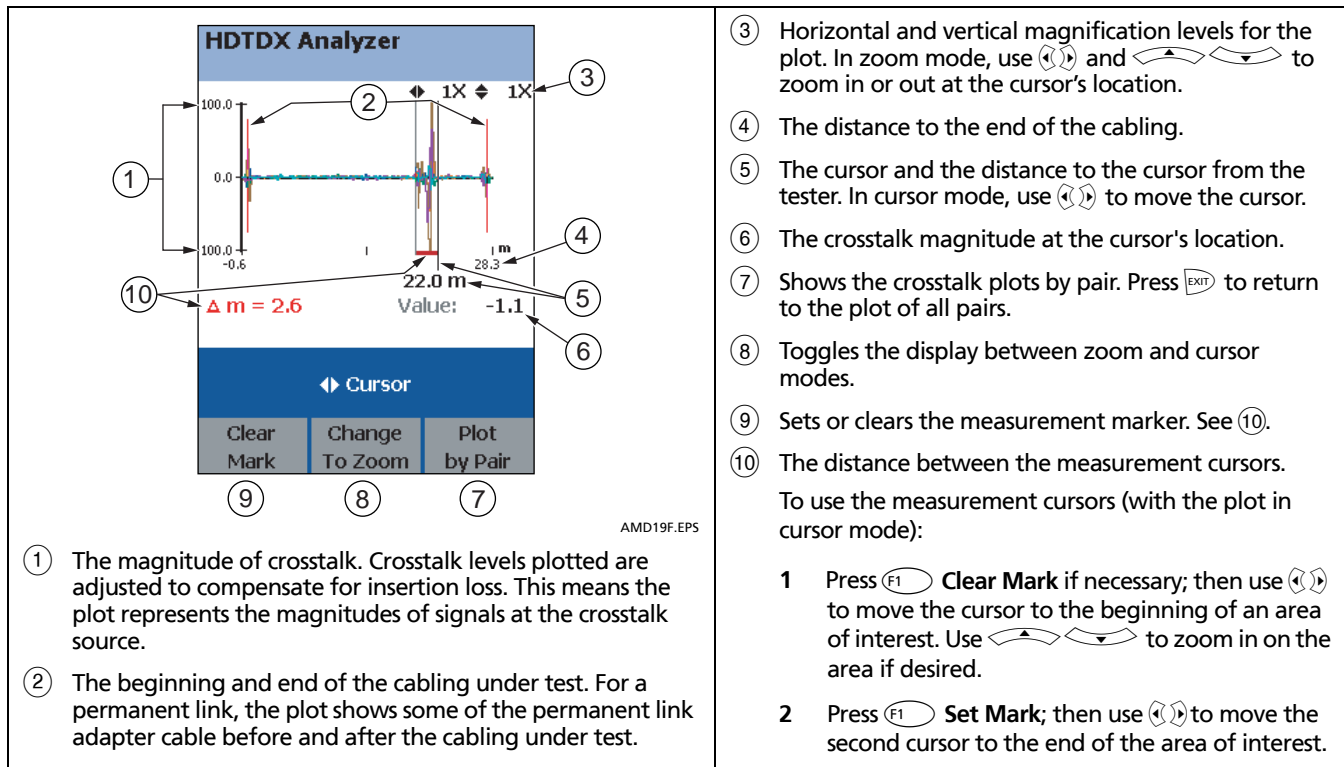 HDTDX Analyzer
1X 1X
③
②
100.0
①
0.0
100.0
-0.6
m
28.3
④
⑩
22.0 m
⑤
Δ m = 2.6
Value: -1.1
⑥
Cursor
Clear Mark
Change To Zoom
Plot by Pair
⑨
⑧
⑦
AMD19F.EPS
① The magnitude of crosstalk. Crosstalk levels plotted are
adjusted to compensate for insertion loss. This means the
plot represents the magnitudes of signals at the crosstalk
source.
② The beginning and end of the cabling under test. For a
permanent link, the plot shows some of the permanent link
adapter cable before and after the cabling under test.
③ Horizontal and vertical magnification levels for the
plot. In zoom mode, use and to
zoom in or out at the cursor's location.
④ The distance to the end of the cabling.
⑤ The cursor and the distance to the cursor from the
tester. In cursor mode, use to move the cursor.
⑥ The crosstalk magnitude at the cursor's location.
⑦ Shows the crosstalk plots by pair. Press EXIT to return
to the plot of all pairs.
⑧ Toggles the display between zoom and cursor
modes.
⑨ Sets or clears the measurement marker. See ⑩.
⑩ The distance between the measurement cursors.
To use the measurement cursors (with the plot in
cursor mode):
1 Press F1 Clear Mark if necessary; then use
to move the cursor to the beginning of an area
of interest. Use to zoom in on the
area if desired.
2 Press F1 Set Mark; then use to move the
second cursor to the end of the area of interest.